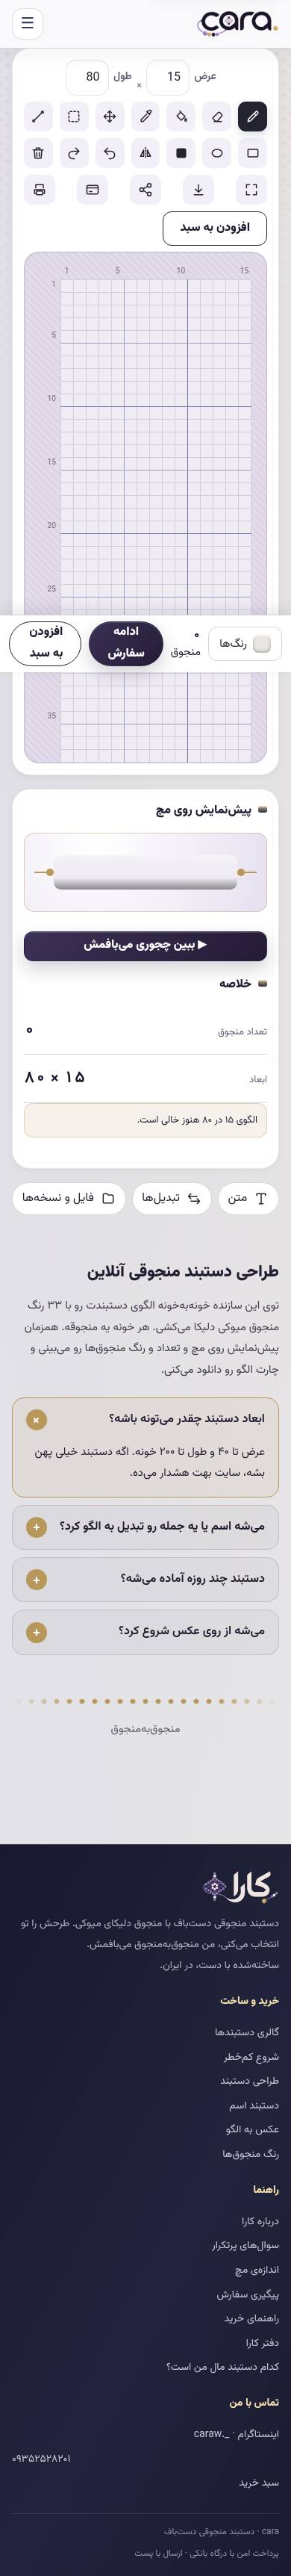 cara.
عرض 15 × طول 80
افزودن به سبد
1 5 10 15
1
5
10
15
20
25
رنگ‌ها
۰ منجوق
ادامه سفارش
افزودن به سبد
35
پیش‌نمایش روی مچ
▶ ببین چجوری می‌بافمش
خلاصه
تعداد منجوق ۰
ابعاد ۱۵ × ۸۰
الگوی ۱۵ در ۸۰ هنوز خالی است.
متن
تبدیل‌ها
فایل و نسخه‌ها
طراحی دستبند منجوقی آنلاین
توی این سازنده خونه‌به‌خونه الگوی دستبندت رو با ۳۳ رنگ
منجوق میوکی دلیکا می‌کشی. هر خونه یه منجوقه. همزمان
پیش‌نمایش روی مچ و تعداد و رنگ منجوق‌ها رو می‌بینی و
چارت الگو رو دانلود می‌کنی.
ابعاد دستبند چقدر می‌تونه باشه؟
عرض تا ۴۰ و طول تا ۲۰۰ خونه. اگه دستبند خیلی پهن
بشه، سایت بهت هشدار می‌ده.
می‌شه اسم یا یه جمله رو تبدیل به الگو کرد؟
دستبند چند روزه آماده می‌شه؟
می‌شه از روی عکس شروع کرد؟
منجوق‌به‌منجوق
کارا
دستبند منجوقی دست‌باف با منجوق دلیکای میوکی. طرحش را تو
انتخاب می‌کنی، من منجوق‌به‌منجوق می‌بافمش.
ساخته‌شده با دست، در ایران.
خرید و ساخت
گالری دستبندها
شروع کم‌خطر
طراحی دستبند
دستبند اسم
عکس به الگو
رنگ منجوق‌ها
راهنما
درباره کارا
سوال‌های پرتکرار
اندازه‌ی مچ
پیگیری سفارش
راهنمای خرید
دفتر کارا
کدام دستبند مال من است؟
تماس با من
اینستاگرام · caraw._
۰۹۳۵۲۵۲۸۲۰۱
سبد خرید
cara · دستبند منجوقی دست‌باف
پرداخت امن با درگاه بانکی · ارسال با پست